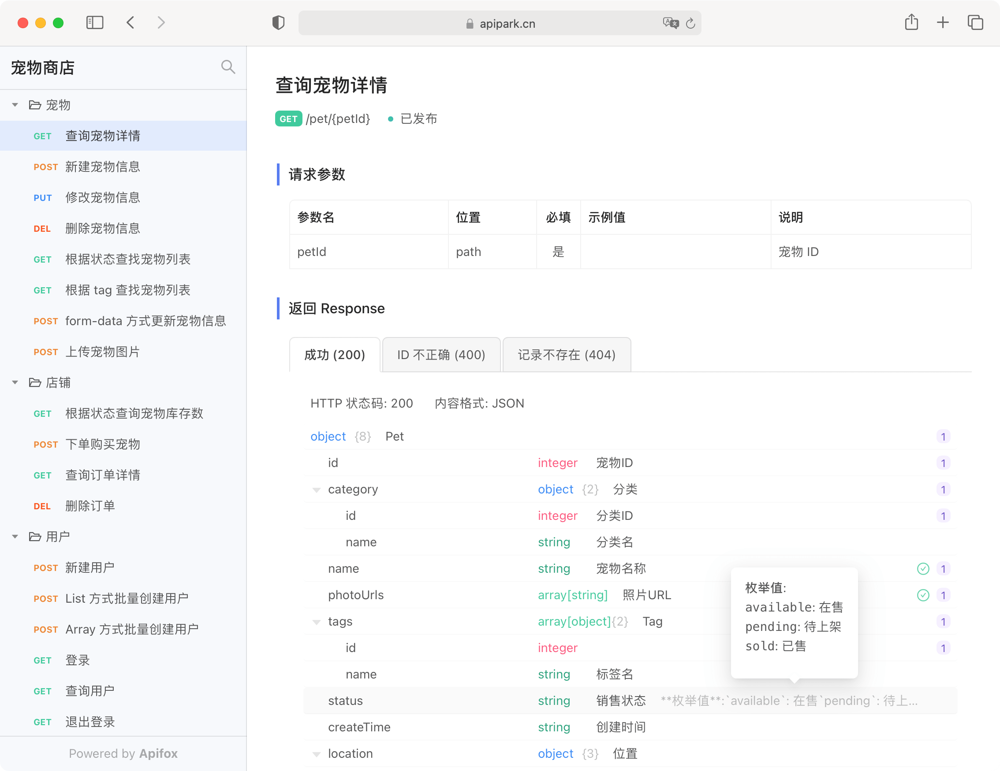 apipark.cn
宠物商店
宠物
GET 查询宠物详情
POST 新建宠物信息
PUT 修改宠物信息
DEL 删除宠物信息
GET 根据状态查找宠物列表
GET 根据 tag 查找宠物列表
POST form-data 方式更新宠物信息
POST 上传宠物图片
店铺
GET 根据状态查询宠物库存数
POST 下单购买宠物
GET 查询订单详情
DEL 删除订单
用户
POST 新建用户
POST List 方式批量创建用户
POST Array 方式批量创建用户
GET 登录
GET 查询用户
GET 退出登录
Powered by Apifox
查询宠物详情
GET /pet/{petId} 已发布
请求参数
参数名 位置 必填 示例值 说明
petId path 是 宠物 ID
返回 Response
成功 (200) ID 不正确 (400) 记录不存在 (404)
HTTP 状态码: 200 内容格式: JSON
object {8} Pet 1
id integer 宠物ID 1
category object {2} 分类 1
id integer 分类ID 1
name string 分类名
name string 宠物名称 1
photoUrls array[string] 照片URL 1
tags array[object]{2} Tag 1
id integer 1
name string 标签名
枚举值:
available: 在售
pending: 待上架
sold: 已售
status string 销售状态 **枚举值**:`available`: 在售`pending`: 待上...
createTime string 创建时间
location object {3} 位置